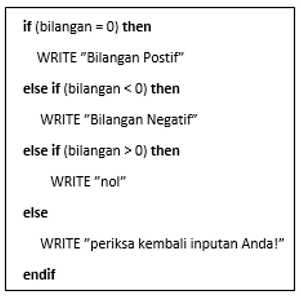 if (bilangan = 0) then
WRITE ”Bilangan Postif”
else if (bilangan < 0) then
WRITE ”Bilangan Negatif”
else if (bilangan > 0) then
WRITE ”nol”
else
WRITE ”periksa kembali inputan Anda!”
endif